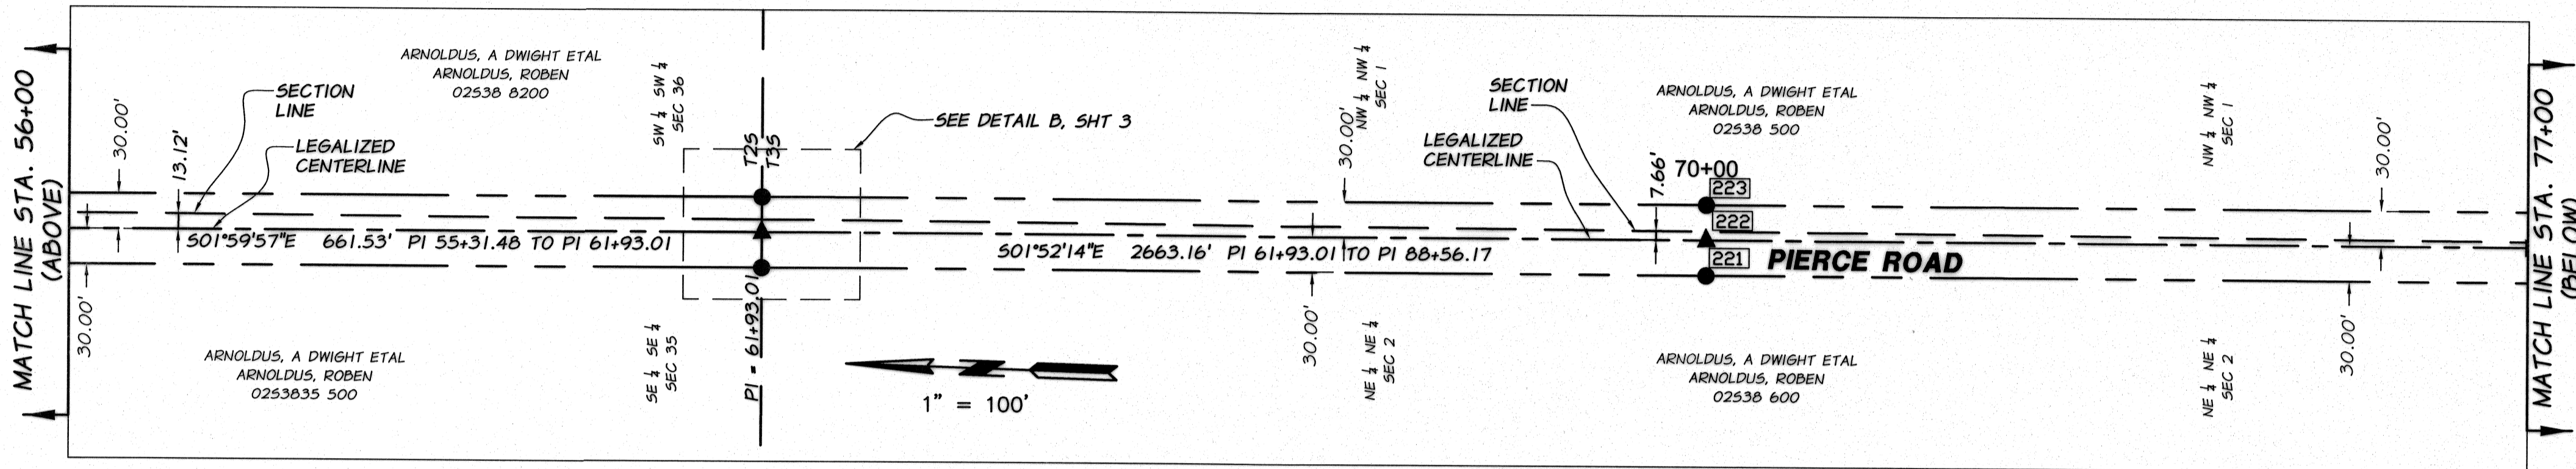 MATCH LINE STA. 56+00
(ABOVE)
30.00'
13.12'
30.00'
SECTION
LINE
LEGALIZED
CENTERLINE
ARNOLDUS, A DWIGHT ETAL
ARNOLDUS, ROBEN
02S38 8200
SW ¼ SW ¼
SEC 36
T2S
T3S
SEE DETAIL B, SHT 3
S01°59'57"E 661.53' PI 55+31.48 TO PI 61+93.01
ARNOLDUS, A DWIGHT ETAL
ARNOLDUS, ROBEN
02S3835 500
SE ¼ SE ¼
SEC 35
PI = 61+93.01
1" = 100'
S01°52'14"E 2663.16' PI 61+93.01 TO PI 88+56.17
30.00'
NW ¼ NW ¼
SEC 1
30.00'
NE ¼ NE ¼
SEC 2
SECTION
LINE
LEGALIZED
CENTERLINE
ARNOLDUS, A DWIGHT ETAL
ARNOLDUS, ROBEN
02S38 500
7.66'
70+00
223
222
221
PIERCE ROAD
ARNOLDUS, A DWIGHT ETAL
ARNOLDUS, ROBEN
02S38 600
NW ¼ NW ¼
SEC 1
NE ¼ NE ¼
SEC 2
30.00'
30.00'
MATCH LINE STA. 77+00
(BELOW)